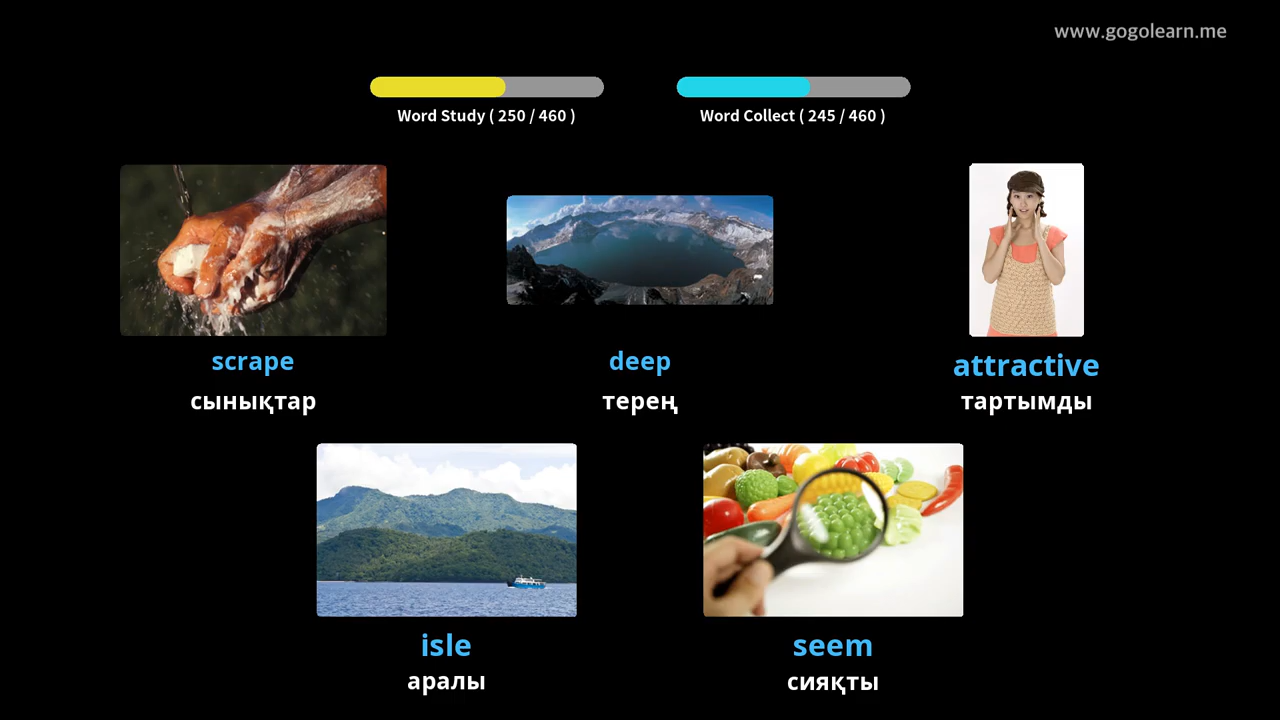 www.gogolearn.me
Word Study ( 250 / 460 )
Word Collect ( 245 / 460 )
scrape
сынықтар
deep
терең
attractive
тартымды
isle
аралы
seem
сияқты